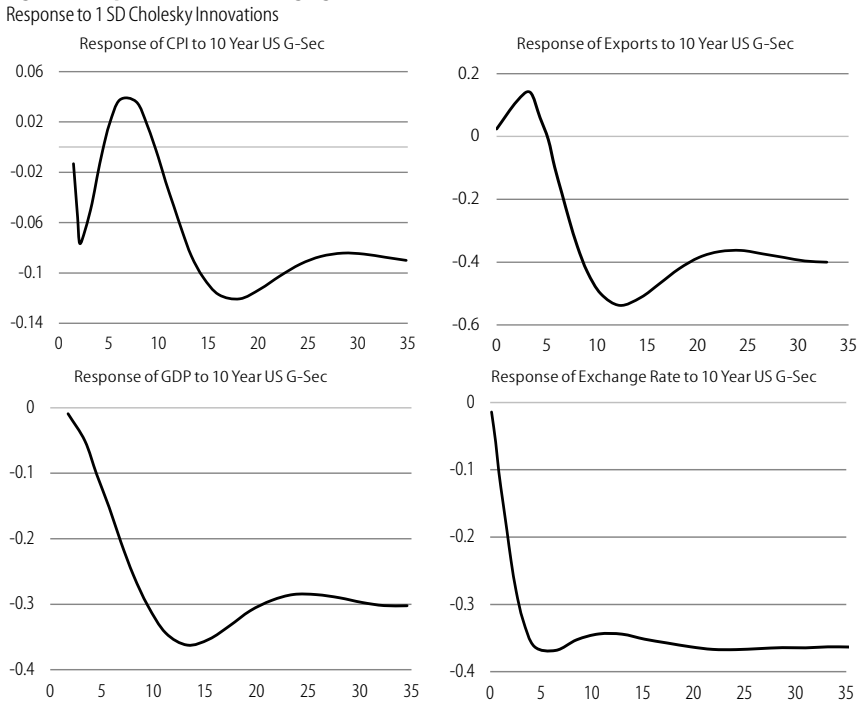 Response to 1 SD Cholesky Innovations
Response of CPI to 10 Year US G-Sec
0.06
0.02
-0.02
-0.06
-0.1
-0.14
0 5 10 15 20 25 30 35
Response of Exports to 10 Year US G-Sec
0.2
0
-0.2
-0.4
-0.6
0 5 10 15 20 25 30 35
Response of GDP to 10 Year US G-Sec
0
-0.1
-0.2
-0.3
-0.4
0 5 10 15 20 25 30 35
Response of Exchange Rate to 10 Year US G-Sec
0
-0.1
-0.2
-0.3
-0.4
0 5 10 15 20 25 30 35